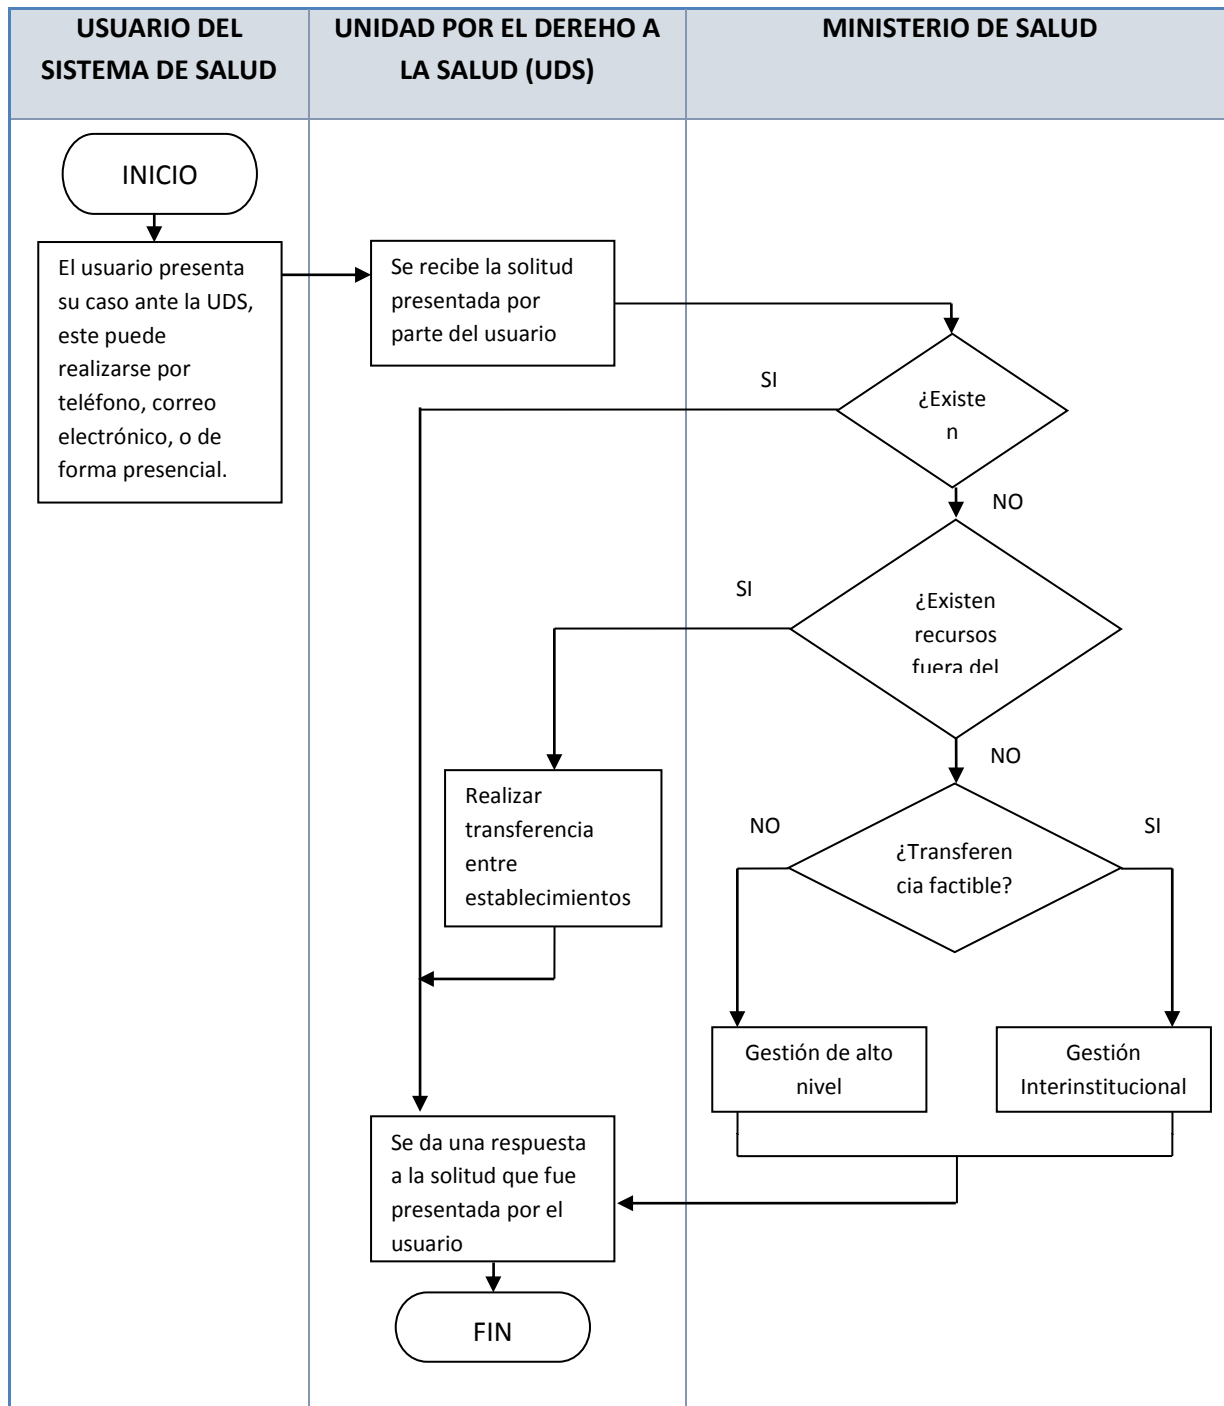 USUARIO DEL
SISTEMA DE SALUD
UNIDAD POR EL DEREHO A
LA SALUD (UDS)
MINISTERIO DE SALUD
INICIO
El usuario presenta
su caso ante la UDS,
este puede
realizarse por
teléfono, correo
electrónico, o de
forma presencial.
Se recibe la solitud
presentada por
parte del usuario
SI
¿Existe
n
NO
SI
¿Existen
recursos
fuera del
NO
Realizar
transferencia
entre
establecimientos
NO
SI
¿Transferen
cia factible?
Gestión de alto
nivel
Gestión
Interinstitucional
Se da una respuesta
a la solitud que fue
presentada por el
usuario
FIN